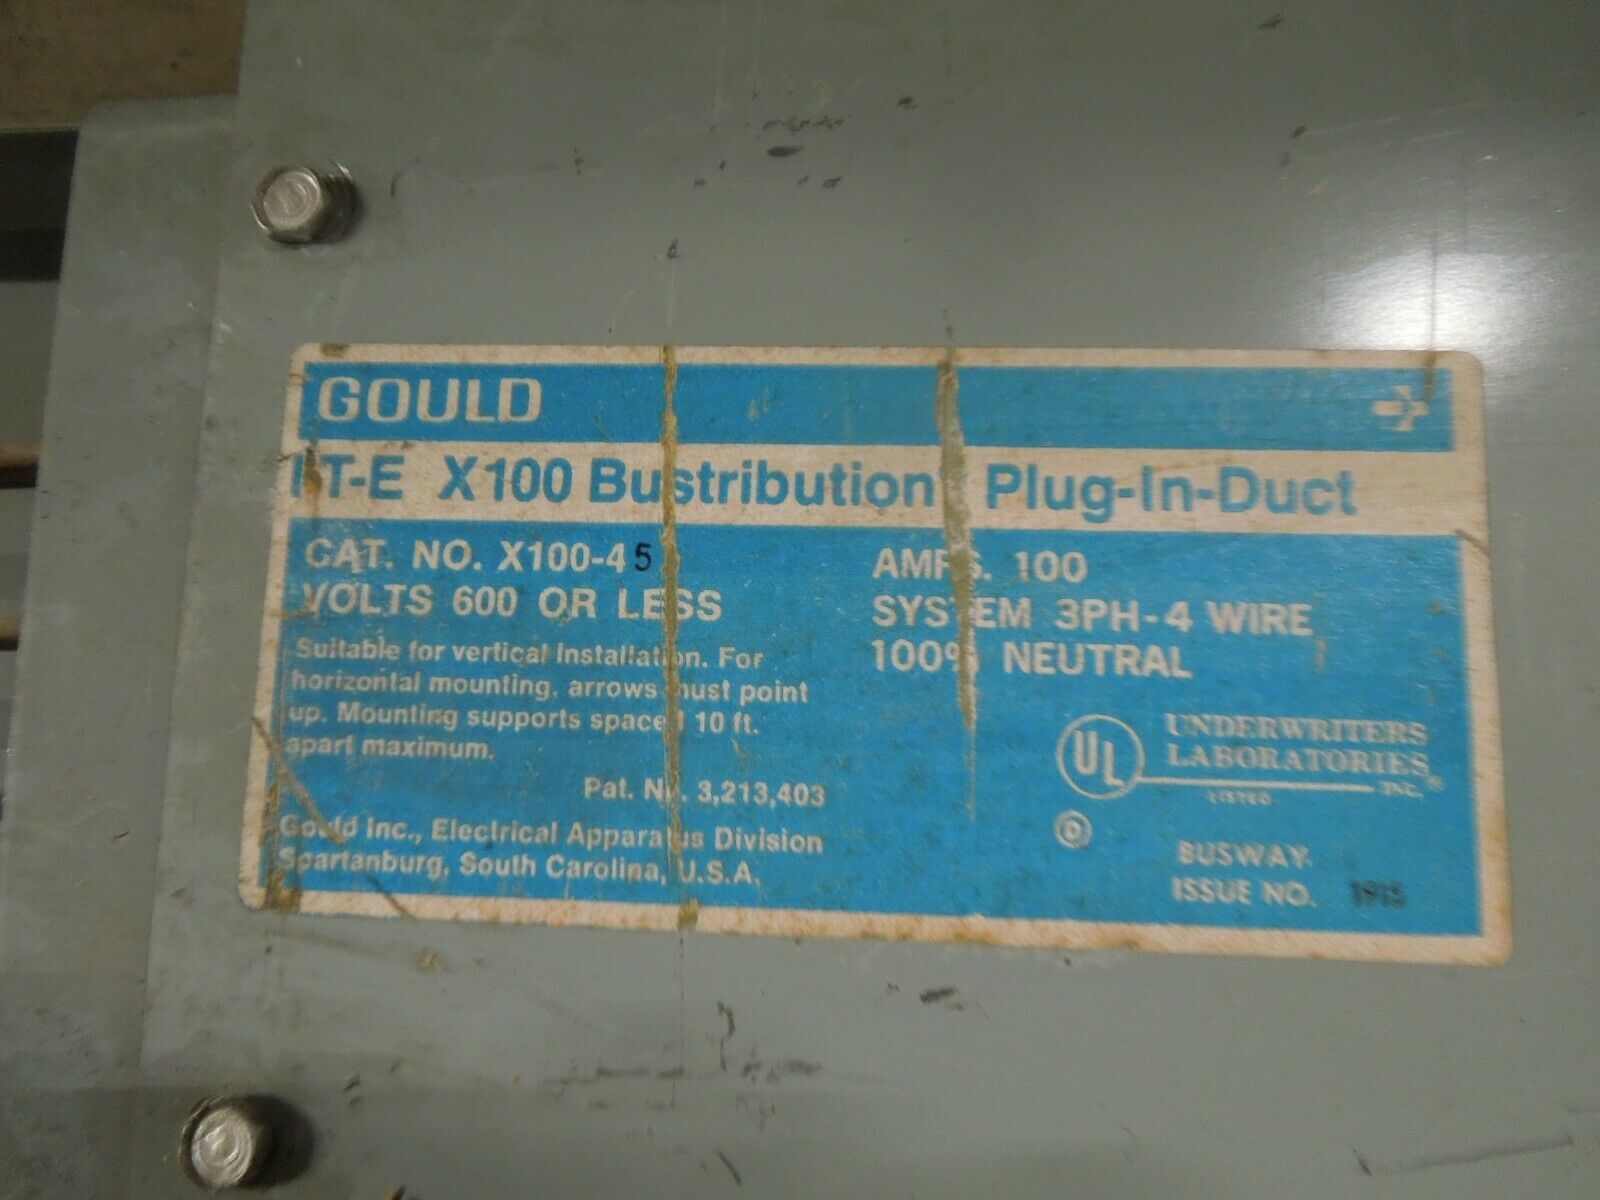 GOULD
I-T-E X100 Bustribution Plug-In-Duct
CAT. NO. X100-45
VOLTS 600 OR LESS
Suitable for vertical installation. For
horizontal mounting, arrows must point
up. Mounting supports spaced 10 ft.
apart maximum.
Pat. No. 3,213,403
Gould Inc., Electrical Apparatus Division
Spartanburg, South Carolina, U.S.A.
AMPS. 100
SYSTEM 3PH-4 WIRE
100% NEUTRAL
UL
UNDERWRITERS
LABORATORIES
INC.®
LISTED
D
BUSWAY
ISSUE NO.